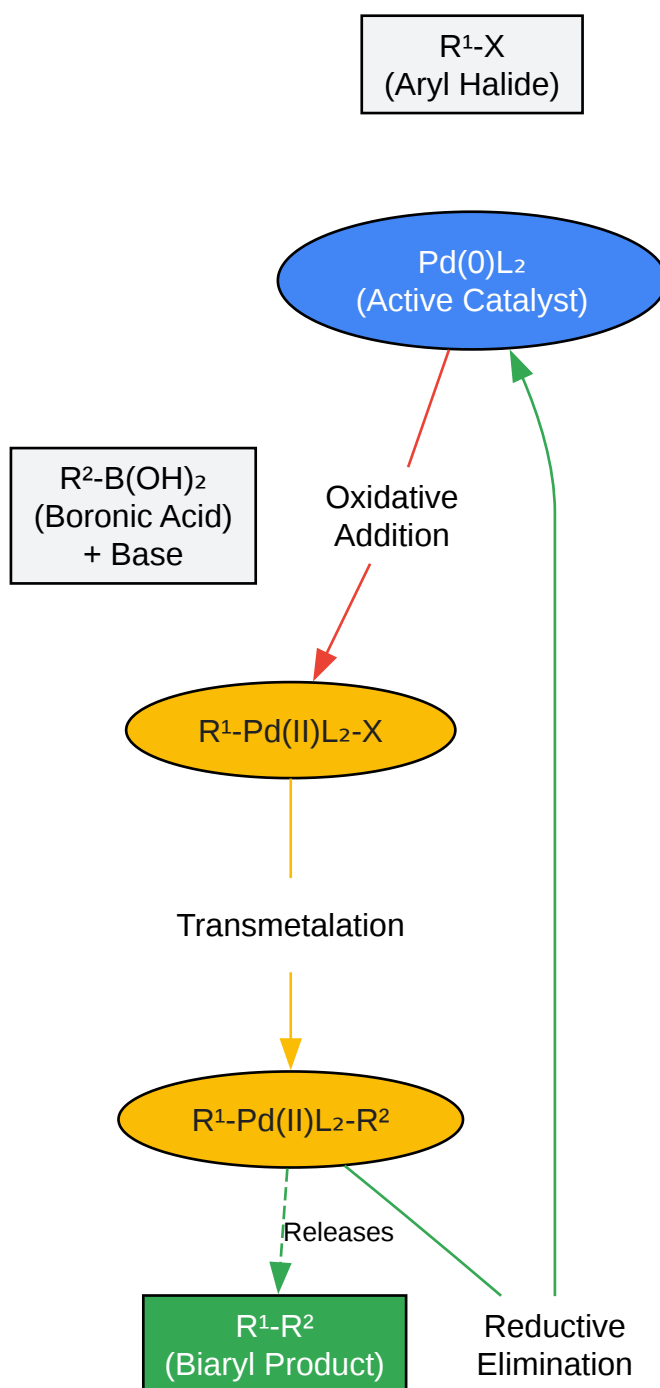 R¹-X
(Aryl Halide)
Pd(0)L₂
(Active Catalyst)
R²-B(OH)₂
(Boronic Acid)
+ Base
Oxidative
Addition
R¹-Pd(II)L₂-X
Transmetalation
R¹-Pd(II)L₂-R²
Releases
R¹-R²
(Biaryl Product)
Reductive
Elimination